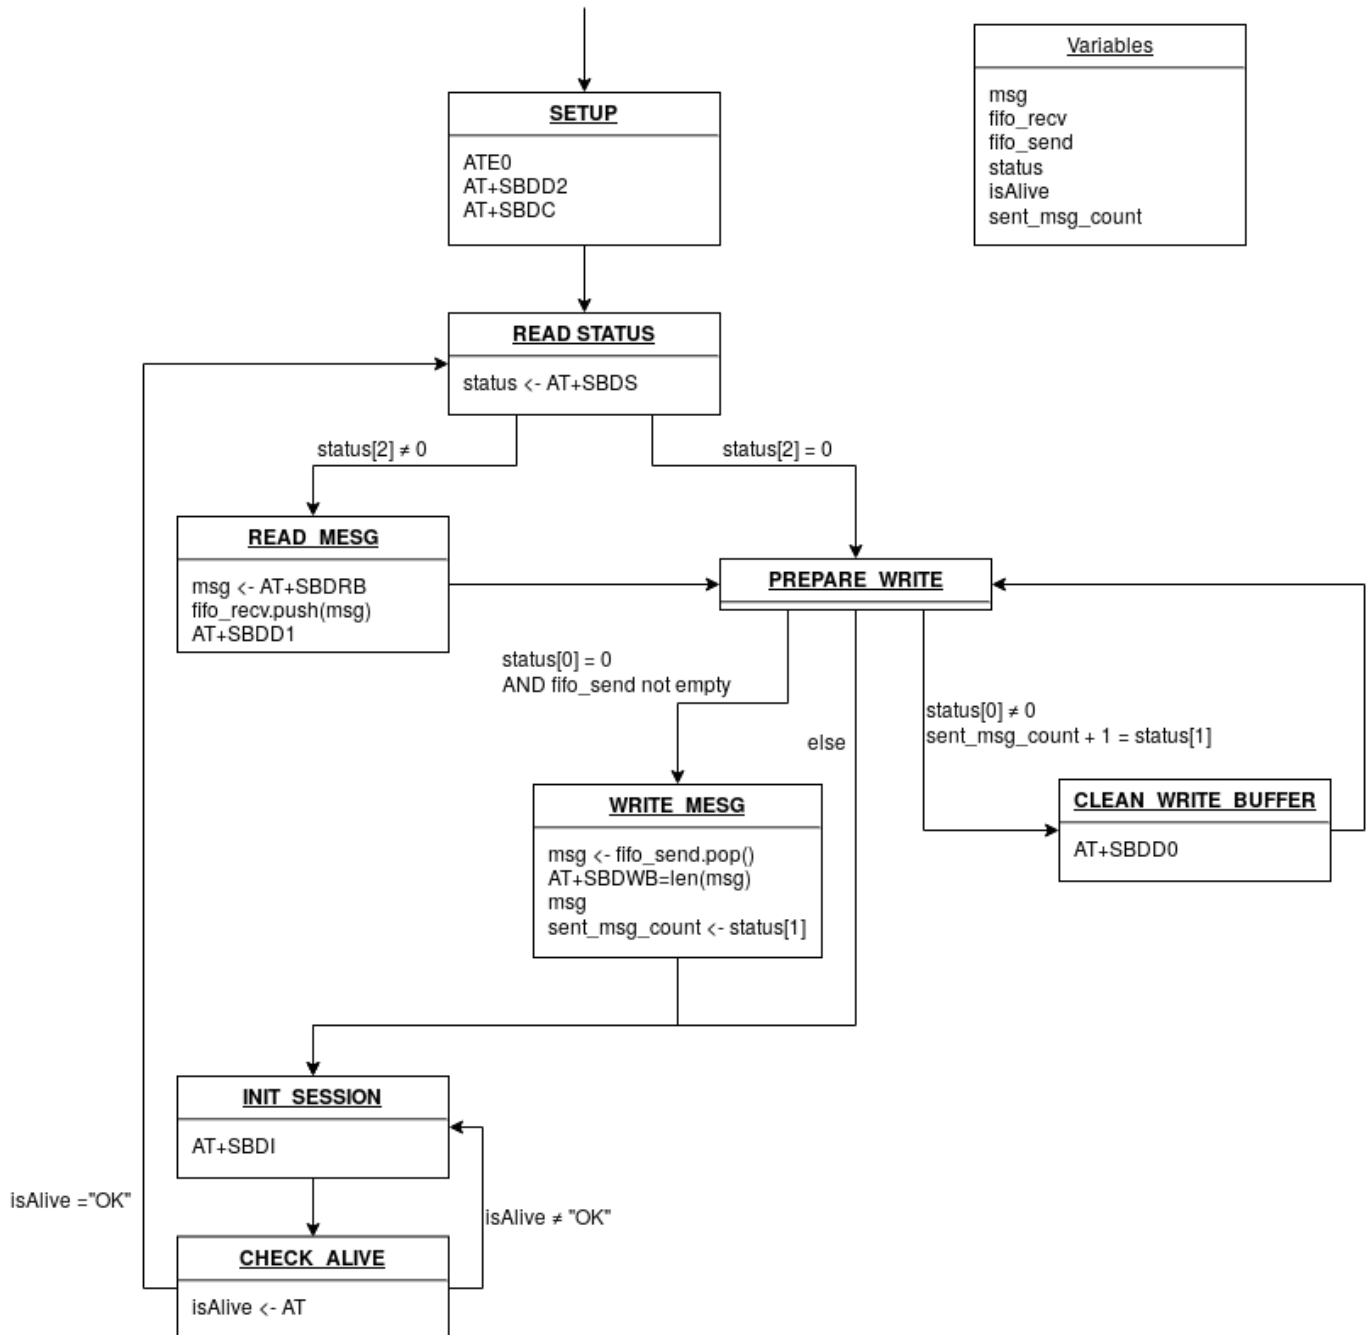 SETUP
ATE0
AT+SBDD2
AT+SBDC
Variables
msg
fifo_recv
fifo_send
status
isAlive
sent_msg_count
READ STATUS
status <- AT+SBDS
status[2] ≠ 0
status[2] = 0
READ_MESG
msg <- AT+SBDRB
fifo_recv.push(msg)
AT+SBDD1
PREPARE_WRITE
status[0] = 0
AND fifo_send not empty
else
status[0] ≠ 0
sent_msg_count + 1 = status[1]
WRITE_MESG
msg <- fifo_send.pop()
AT+SBDWB=len(msg)
msg
sent_msg_count <- status[1]
CLEAN_WRITE_BUFFER
AT+SBDD0
INIT_SESSION
AT+SBDI
isAlive ="OK"
isAlive ≠ "OK"
CHECK_ALIVE
isAlive <- AT